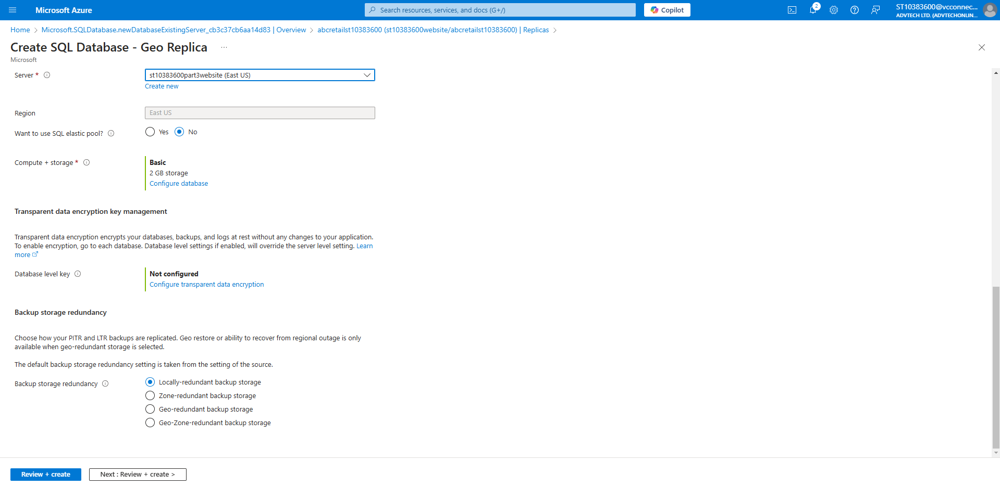 Microsoft Azure
Search resources, services, and docs (G+/)
Copilot
2
ST10383600@vcconnec...
ADVTECH LTD. (ADVTECHONLIN...
Home > Microsoft.SQLDatabase.newDatabaseExistingServer_cb3c37cb6aa14d83 | Overview > abcretailst10383600 (st10383600website/abcretailst10383600) | Replicas >
Create SQL Database - Geo Replica ...
Microsoft
Server * st10383600part3website (East US)
Create new
Region East US
Want to use SQL elastic pool? Yes No
Compute + storage * Basic
2 GB storage
Configure database
Transparent data encryption key management
Transparent data encryption encrypts your databases, backups, and logs at rest without any changes to your application.
To enable encryption, go to each database. Database level settings if enabled, will override the server level setting. Learn
more
Database level key Not configured
Configure transparent data encryption
Backup storage redundancy
Choose how your PITR and LTR backups are replicated. Geo restore or ability to recover from regional outage is only
available when geo-redundant storage is selected.
The default backup storage redundancy setting is taken from the setting of the source.
Backup storage redundancy Locally-redundant backup storage
Zone-redundant backup storage
Geo-redundant backup storage
Geo-Zone-redundant backup storage
Review + create
Next : Review + create >